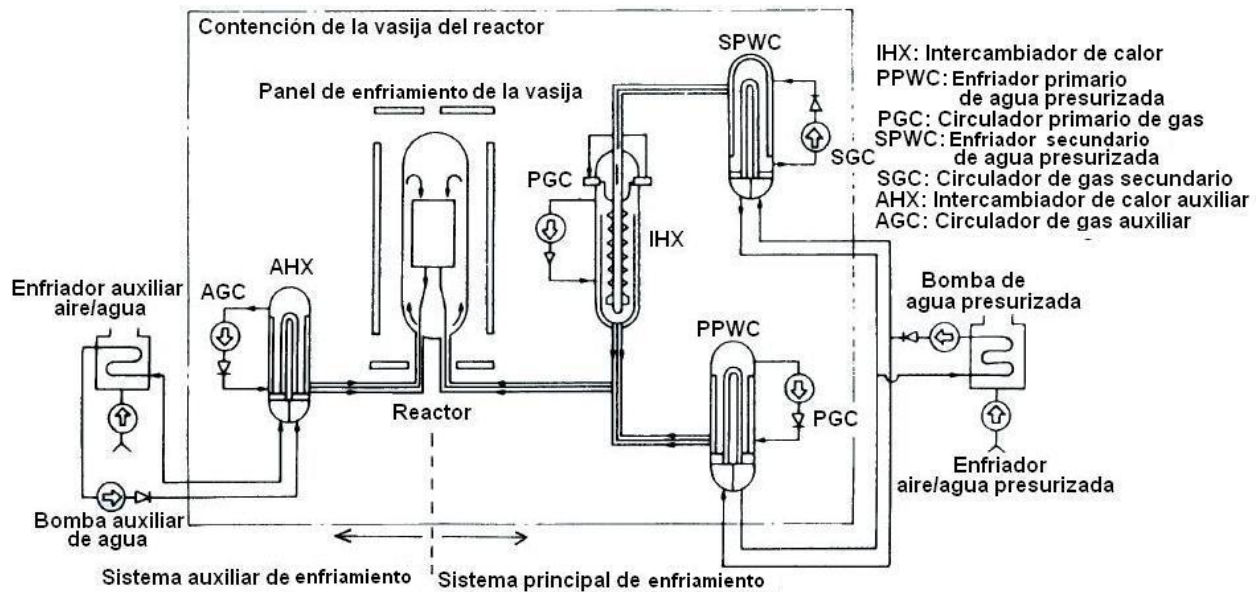 Contención de la vasija del reactor
SPWC
IHX: Intercambiador de calor
PPWC: Enfriador primario
de agua presurizada
PGC: Circulador primario de gas
SPWC: Enfriador secundario
de agua presurizada
SGC: Circulador de gas secundario
AHX: Intercambiador de calor auxiliar
AGC: Circulador de gas auxiliar
Panel de enfriamiento de la vasija
SGC
PGC
IHX
AHX
AGC
Enfriador auxiliar
aire/agua
Bomba de
agua presurizada
PPWC
Reactor
PGC
Enfriador
aire/agua presurizada
Bomba auxiliar
de agua
Sistema auxiliar de enfriamiento
Sistema principal de enfriamiento